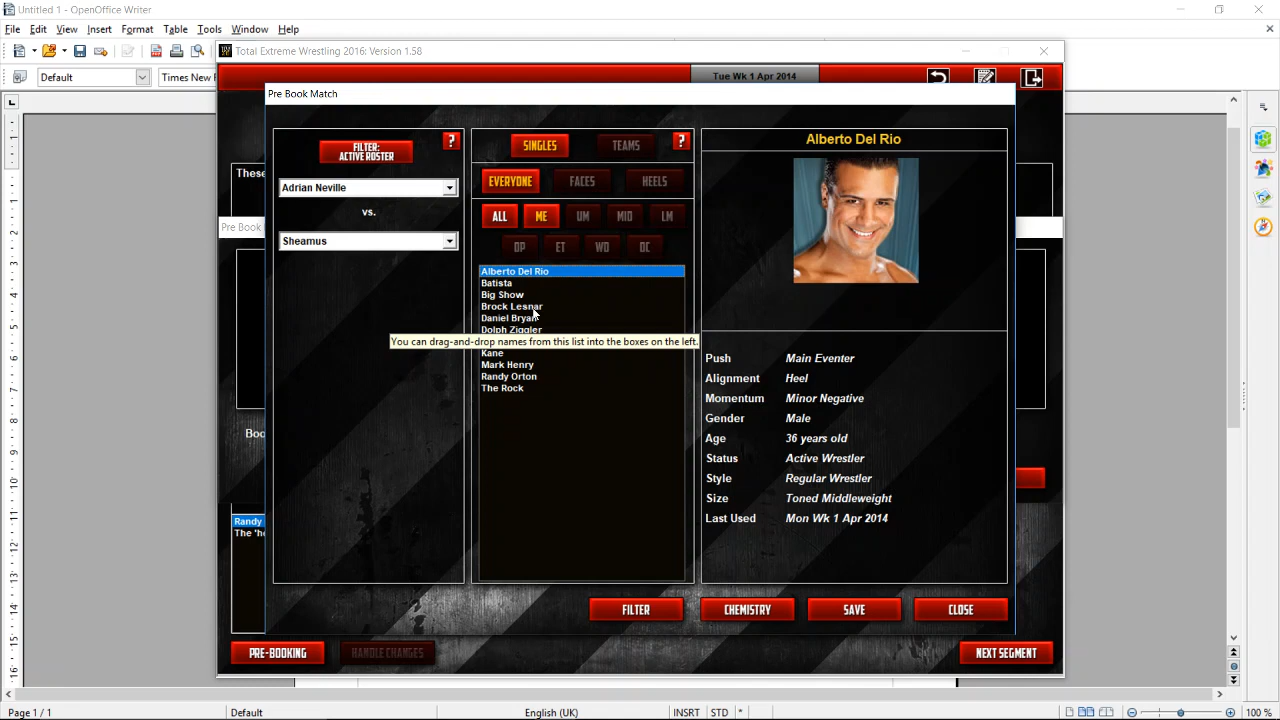 Untitled 1 - OpenOffice Writer
File Edit View Insert Format Table Tools Window Help
Total Extreme Wrestling 2016: Version 1.58
Default
Times New R
Tue Wk 1 Apr 2014
Pre Book Match
FILTER:
ACTIVE ROSTER
?
SINGLES
TEAMS
?
Alberto Del Rio
These
Adrian Neville
EVERYONE
FACES
HEELS
vs.
ALL
ME
UM
MID
LM
Pre Book
Sheamus
OP
ET
WD
OC
Alberto Del Rio
Batista
Big Show
Brock Lesnar
Daniel Bryan
Dolph Ziggler
You can drag-and-drop names from this list into the boxes on the left.
Kane
Mark Henry
Randy Orton
The Rock
Push Main Eventer
Alignment Heel
Momentum Minor Negative
Gender Male
Age 36 years old
Status Active Wrestler
Style Regular Wrestler
Size Toned Middleweight
Last Used Mon Wk 1 Apr 2014
Boo
Randy
The 'he
FILTER
CHEMISTRY
SAVE
CLOSE
PRE-BOOKING
HANDLE CHANGES
NEXT SEGMENT
Page 1 / 1
Default
English (UK)
INSRT
STD
*
100 %